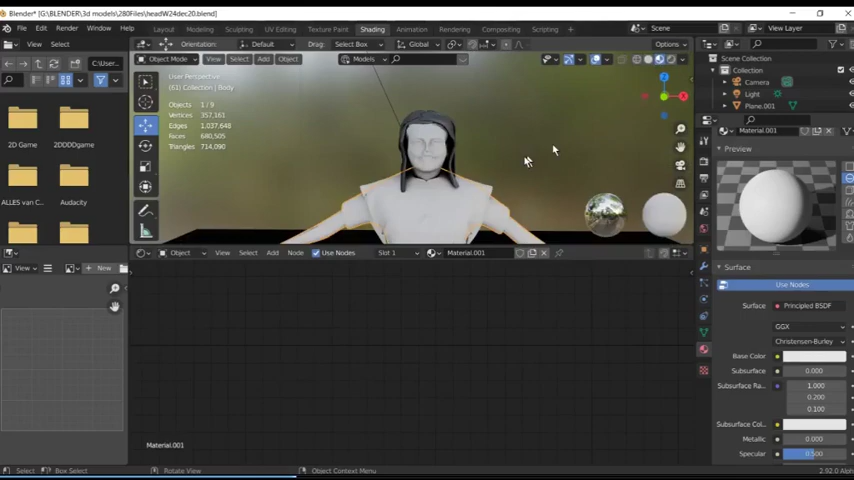 Blender* [G:\BLENDER\3d models\280Files\headW24dec20.blend]
File Edit Render Window Help Layout Modeling Sculpting UV Editing Texture Paint Shading Animation Rendering Compositing Scripting Scene View Layer
View Select C:\User... Orientation: Default Drag: Select Box Global Options
Object Mode View Select Add Object Models
User Perspective
(61) Collection | Body
Objects 1 / 9
Vertices 357,161
Edges 1,037,648
Faces 680,505
Triangles 714,090
2D Game 2DDDDgame
ALLES van C... Audacity
Scene Collection
Collection
Camera
Light
Plane.001
Material.001
Preview
Surface
Use Nodes
Surface Principled BSDF
GGX
Christensen-Burley
Base Color
Subsurface 0.000
Subsurface Ra... 1.000
0.200
0.100
Subsurface Col...
Metallic 0.000
Specular 0.500
Object View Select Add Node Use Nodes Slot 1 Material.001
View New
Material.001
Select Box Select Rotate View Object Context Menu 2.92.0 Alpha